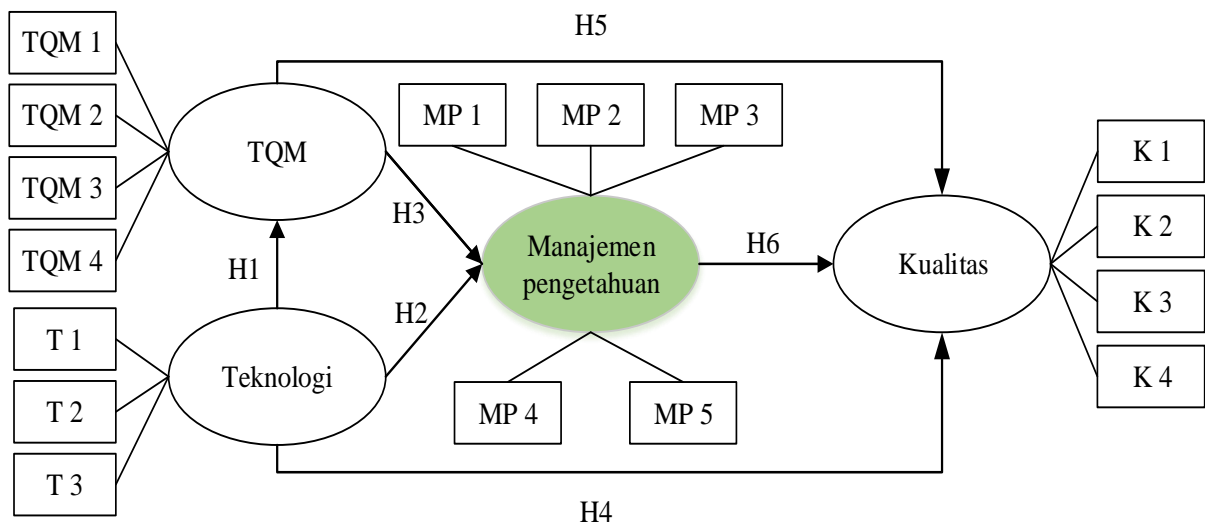 H5
TQM 1
TQM 2
TQM 3
TQM 4
TQM
MP 1
MP 2
MP 3
H3
H1
H2
Manajemen
pengetahuan
H6
Kualitas
K 1
K 2
K 3
K 4
T 1
T 2
T 3
Teknologi
MP 4
MP 5
H4